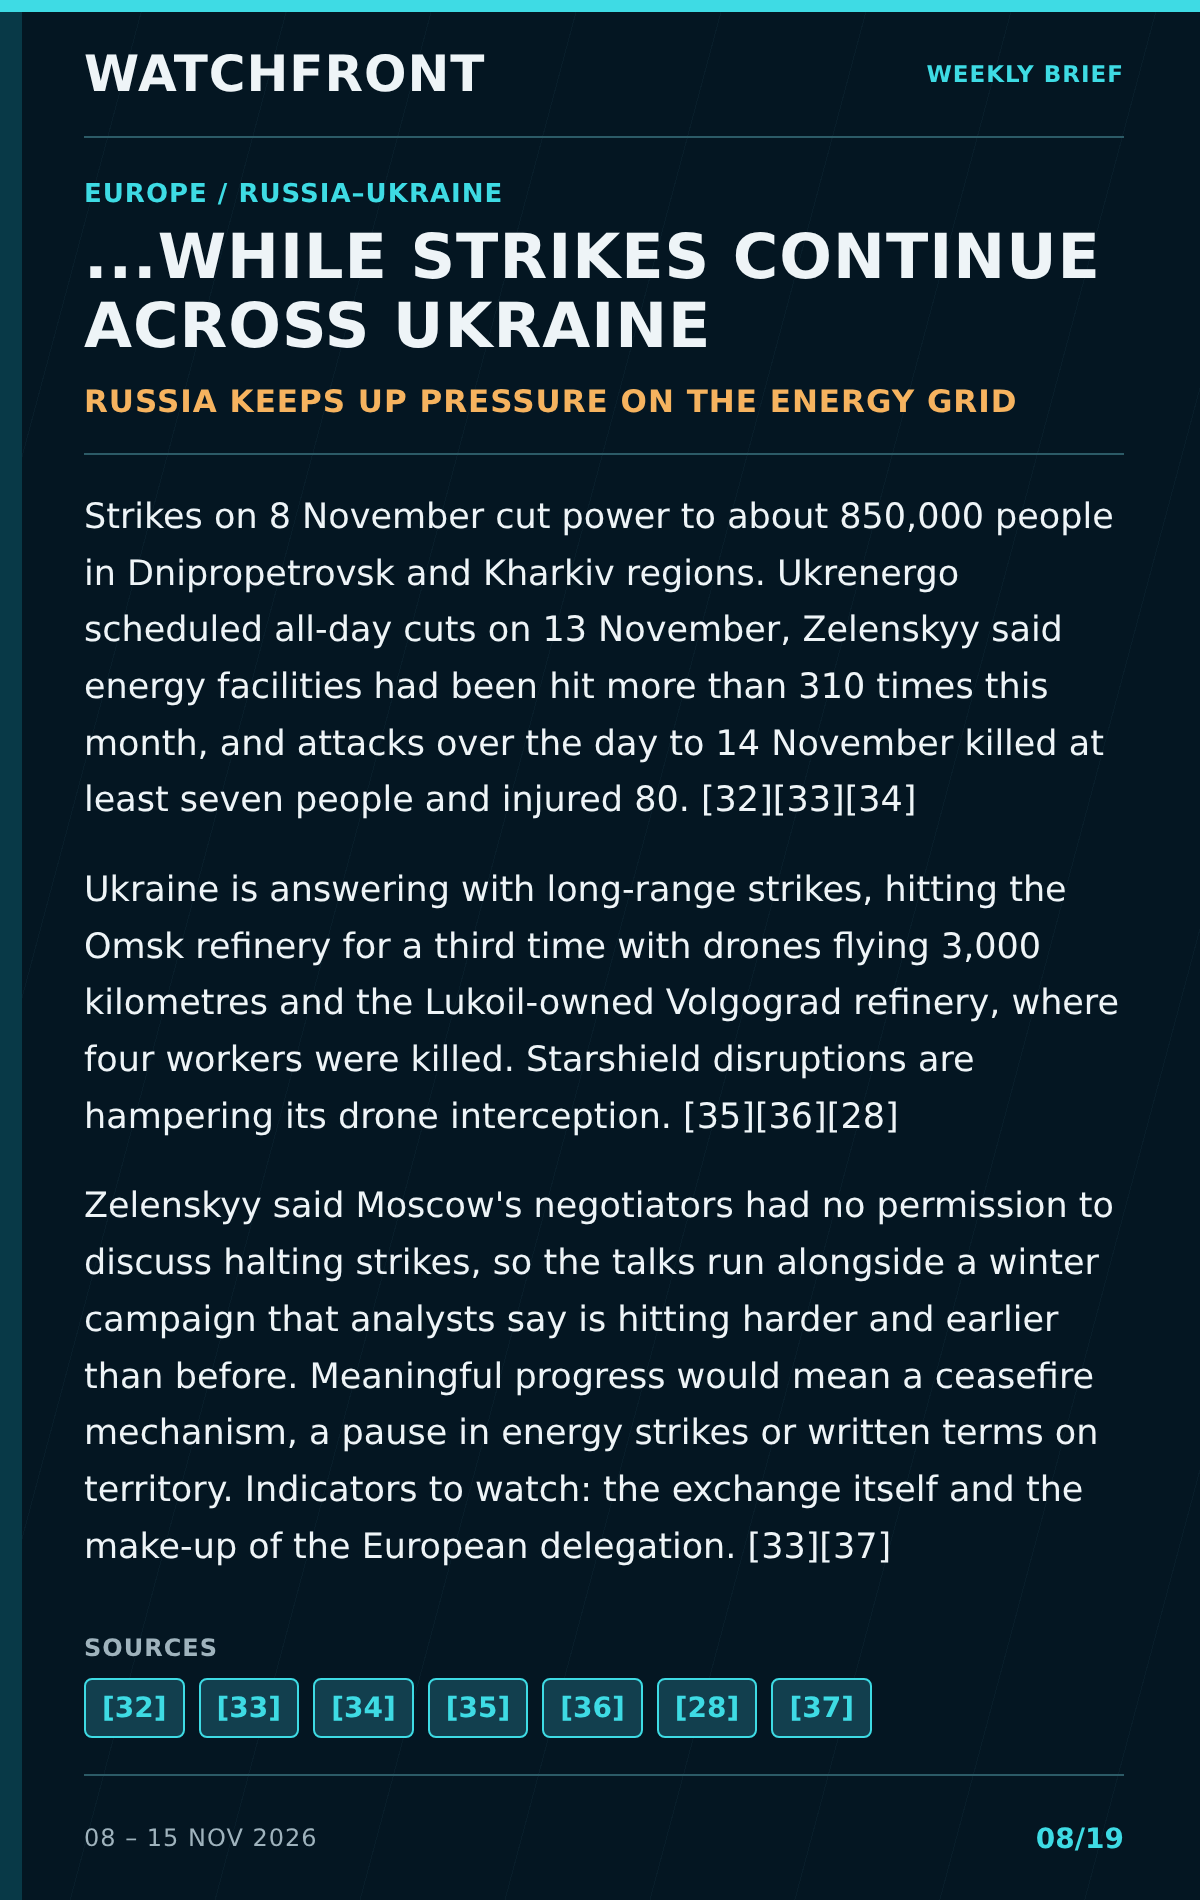 WATCHFRONT
WEEKLY BRIEF
EUROPE / RUSSIA–UKRAINE
...WHILE STRIKES CONTINUE
ACROSS UKRAINE
RUSSIA KEEPS UP PRESSURE ON THE ENERGY GRID
Strikes on 8 November cut power to about 850,000 people
in Dnipropetrovsk and Kharkiv regions. Ukrenergo
scheduled all-day cuts on 13 November, Zelenskyy said
energy facilities had been hit more than 310 times this
month, and attacks over the day to 14 November killed at
least seven people and injured 80. [32][33][34]
Ukraine is answering with long-range strikes, hitting the
Omsk refinery for a third time with drones flying 3,000
kilometres and the Lukoil-owned Volgograd refinery, where
four workers were killed. Starshield disruptions are
hampering its drone interception. [35][36][28]
Zelenskyy said Moscow's negotiators had no permission to
discuss halting strikes, so the talks run alongside a winter
campaign that analysts say is hitting harder and earlier
than before. Meaningful progress would mean a ceasefire
mechanism, a pause in energy strikes or written terms on
territory. Indicators to watch: the exchange itself and the
make-up of the European delegation. [33][37]
SOURCES
[32] [33] [34] [35] [36] [28] [37]
08 – 15 NOV 2026
08/19